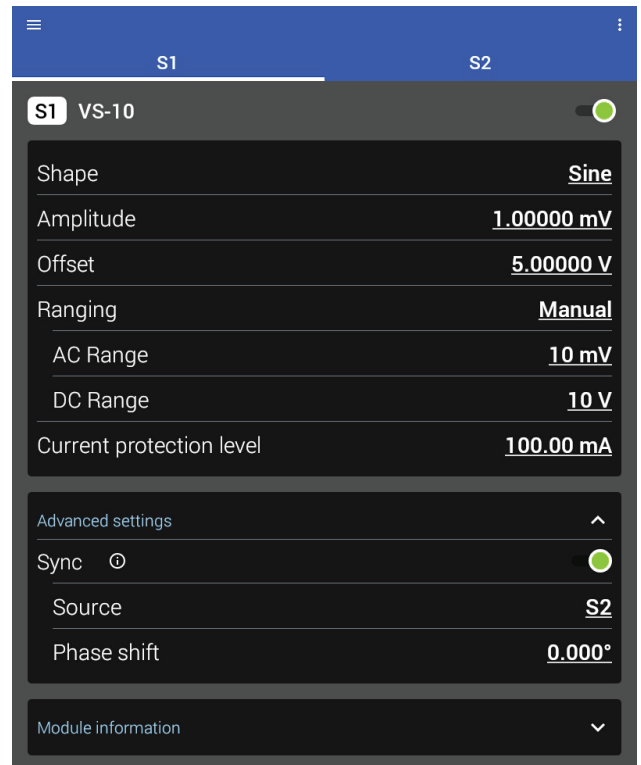 S1 S2
S1 VS-10
Shape Sine
Amplitude 1.00000 mV
Offset 5.00000 V
Ranging Manual
AC Range 10 mV
DC Range 10 V
Current protection level 100.00 mA
Advanced settings
Sync
Source S2
Phase shift 0.000°
Module information